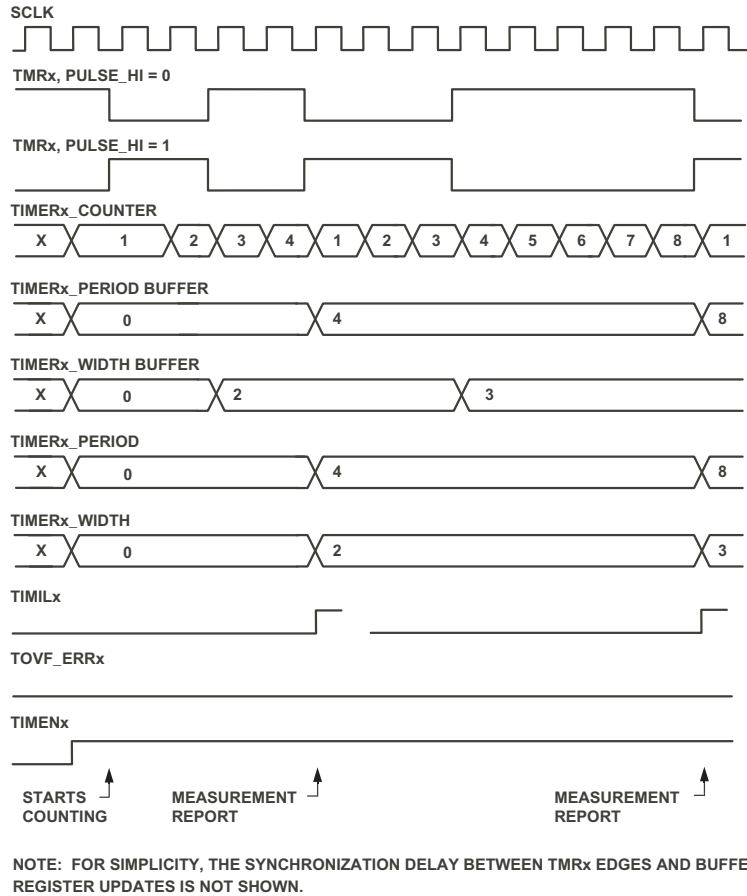 SCLK
TMRx, PULSE_HI = 0
TMRx, PULSE_HI = 1
TIMERx_COUNTER
X 1 2 3 4 1 2 3 4 5 6 7 8 1
TIMERx_PERIOD BUFFER
X 0 4 8
TIMERx_WIDTH BUFFER
X 0 2 3
TIMERx_PERIOD
X 0 4 8
TIMERx_WIDTH
X 0 2 3
TIMILx
TOVF_ERRx
TIMENx
STARTS
COUNTING
MEASUREMENT
REPORT
MEASUREMENT
REPORT
NOTE: FOR SIMPLICITY, THE SYNCHRONIZATION DELAY BETWEEN TMRx EDGES AND BUFFE
REGISTER UPDATES IS NOT SHOWN.